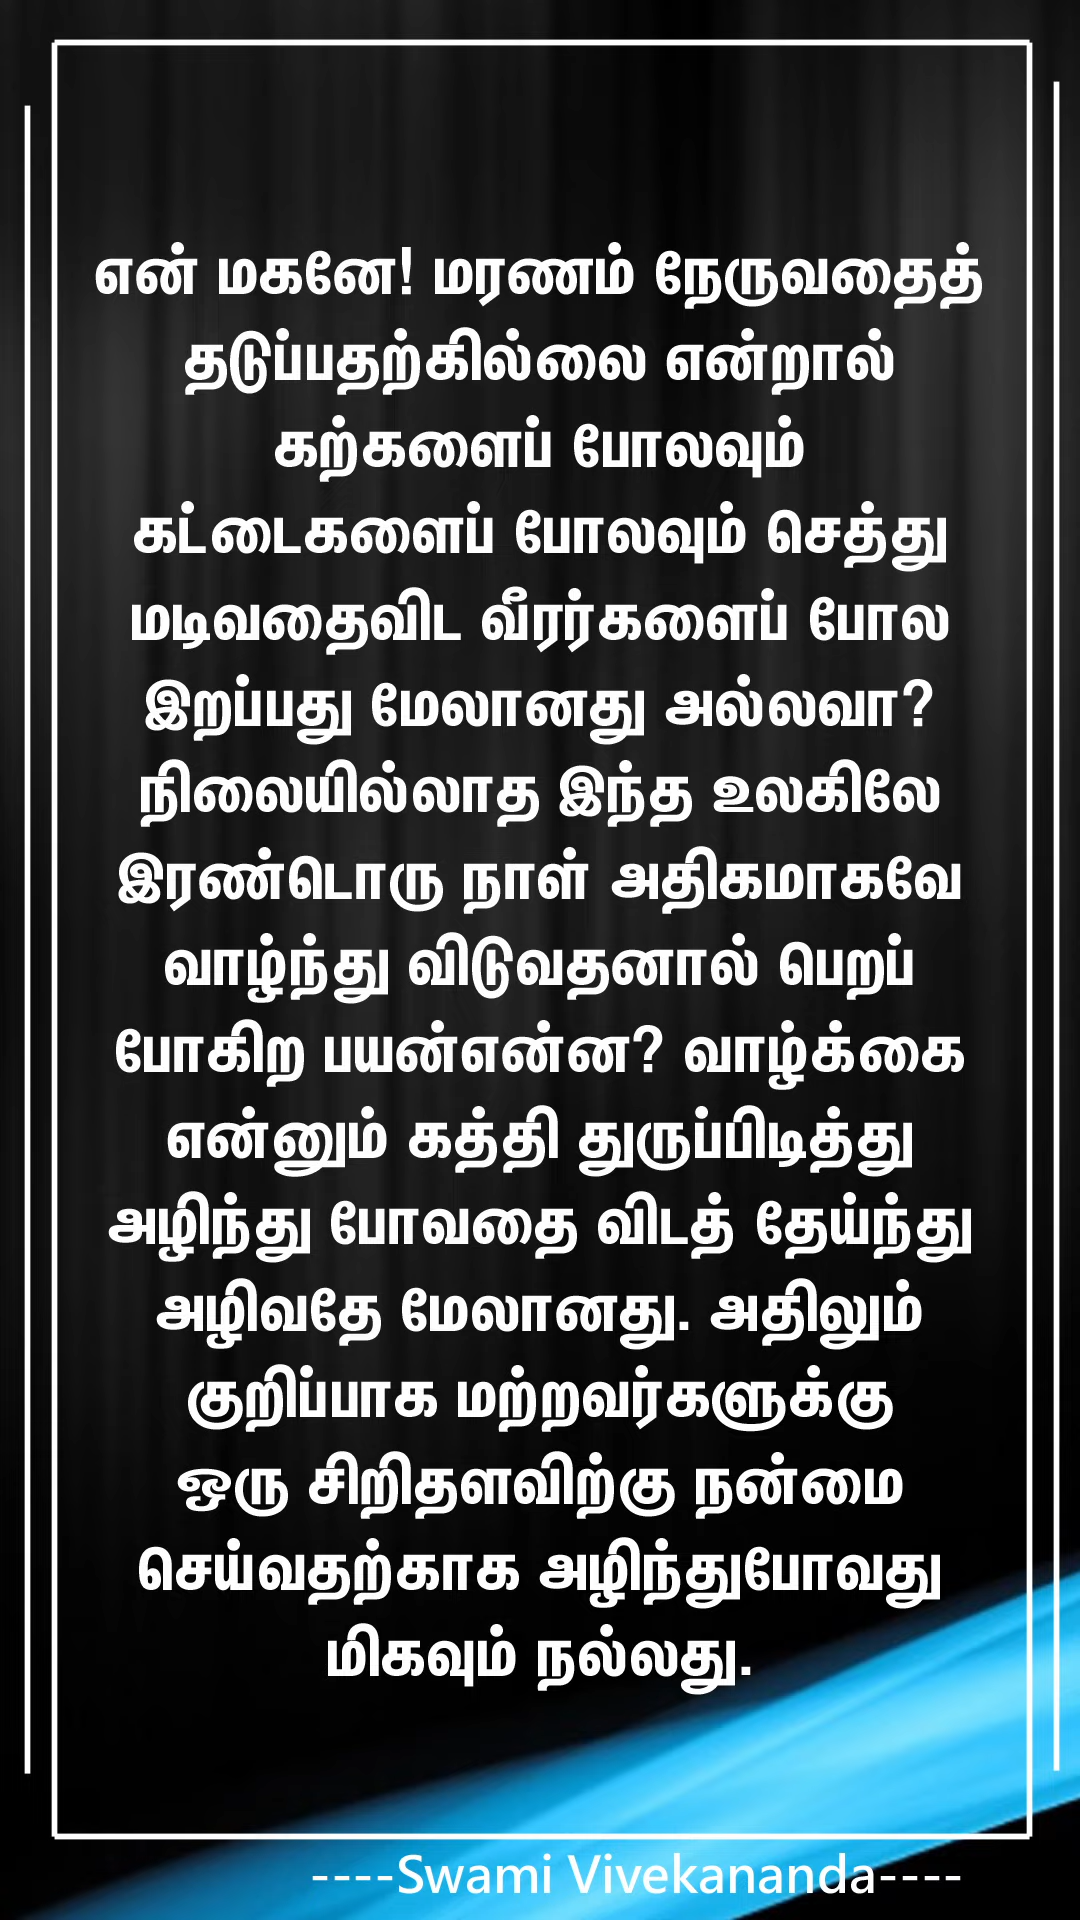 என் மகனே! மரணம் நேருவதைத்
தடுப்பதற்கில்லை என்றால்
கற்களைப் போலவும்
கட்டைகளைப் போலவும் செத்து
மடிவதைவிட வீரர்களைப் போல
இறப்பது மேலானது அல்லவா?
நிலையில்லாத இந்த உலகிலே
இரண்டொரு நாள் அதிகமாகவே
வாழ்ந்து விடுவதனால் பெறப்
போகிற பயன்என்ன? வாழ்க்கை
என்னும் கத்தி துருப்பிடித்து
அழிந்து போவதை விடத் தேய்ந்து
அழிவதே மேலானது. அதிலும்
குறிப்பாக மற்றவர்களுக்கு
ஒரு சிறிதளவிற்கு நன்மை
செய்வதற்காக அழிந்துபோவது
மிகவும் நல்லது.
----Swami Vivekananda----